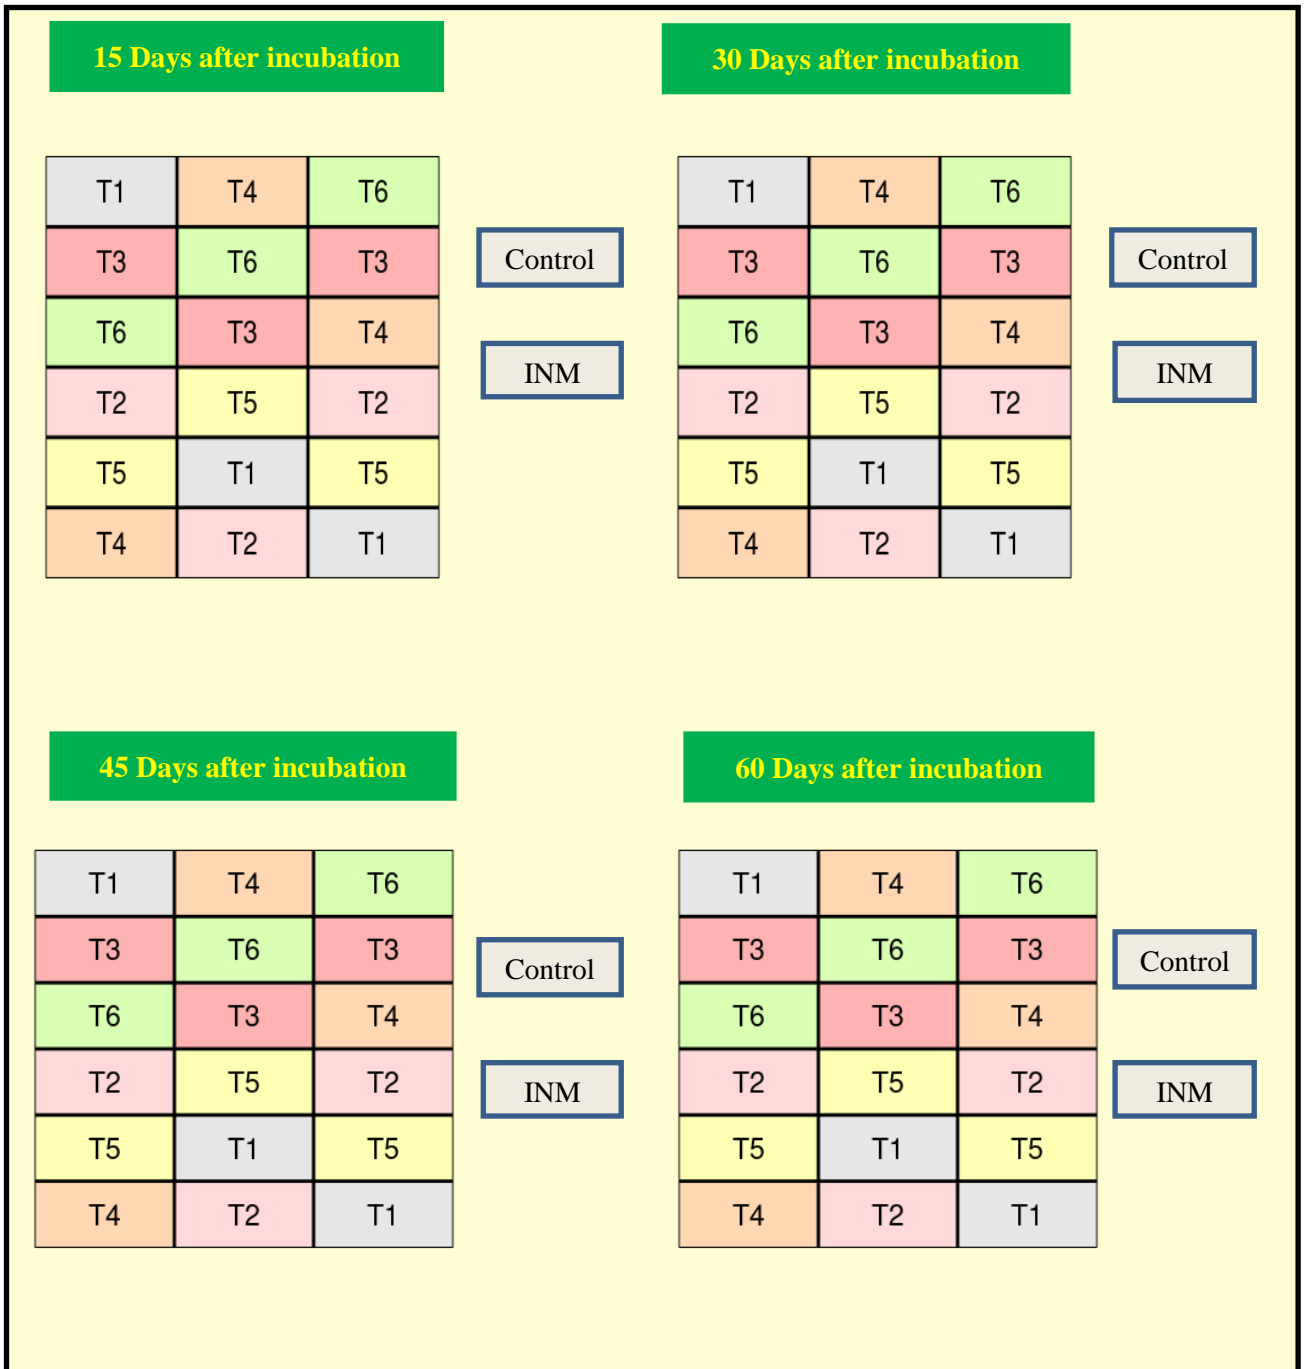 15 Days after incubation
30 Days after incubation
T1 T4 T6
T3 T6 T3
T6 T3 T4
T2 T5 T2
T5 T1 T5
T4 T2 T1
Control
INM
T1 T4 T6
T3 T6 T3
T6 T3 T4
T2 T5 T2
T5 T1 T5
T4 T2 T1
Control
INM
45 Days after incubation
60 Days after incubation
T1 T4 T6
T3 T6 T3
T6 T3 T4
T2 T5 T2
T5 T1 T5
T4 T2 T1
Control
INM
T1 T4 T6
T3 T6 T3
T6 T3 T4
T2 T5 T2
T5 T1 T5
T4 T2 T1
Control
INM